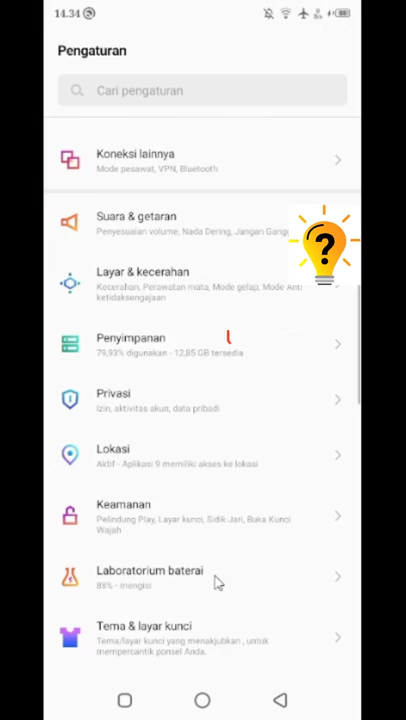 14.34
Pengaturan
Cari pengaturan
Koneksi lainnya
Mode pesawat, VPN, Bluetooth
Suara & getaran
Penyesuaian volume, Nada Dering, Jangan
?
Layar & kecerahan
Kecerahan, Perawatan mata, Mode gelap, Mode Anti
ketidaksengajaan
Penyimpanan
79,93% digunakan - 12,85 GB tersedia
Privasi
Izin, aktivitas akun, data pribadi
Lokasi
Aktif - Aplikasi 9 memiliki akses ke lokasi
Keamanan
Pelindung Play, Layar kunci, Sidik Jari, Buka Kunci
Wajah
Laboratorium baterai
88% - mengisi
Tema & layar kunci
Tema/layar kunci yang menakjubkan , untuk
mempercantik ponsel Anda.